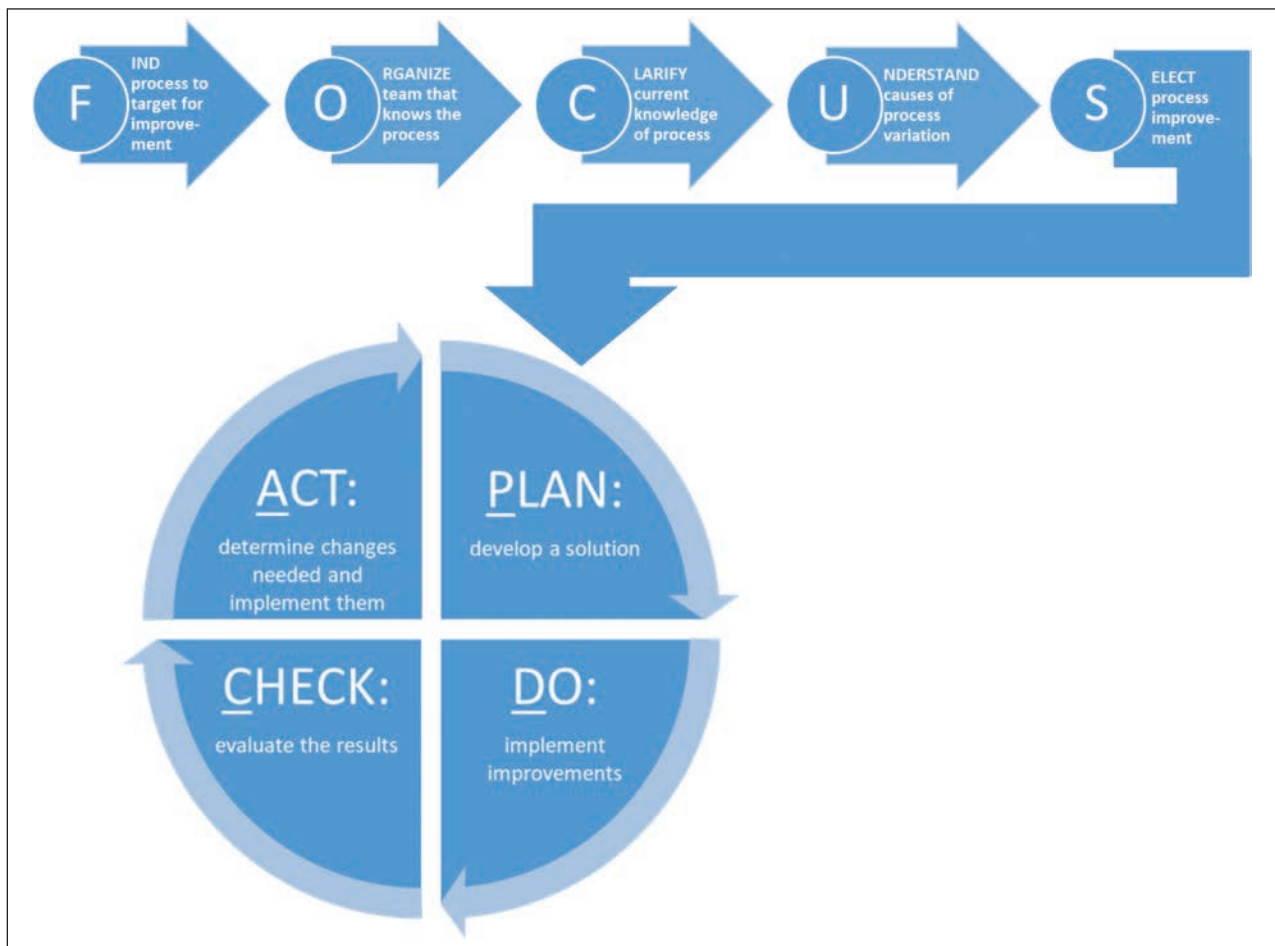 F
IND
process to
target for
improve-
ment
O
RGANIZE
team that
knows the
process
C
LARIFY
current
knowledge
of process
U
NDERSTAND
causes of
process
variation
S
ELECT
process
improve-
ment
ACT:
determine changes
needed and
implement them
PLAN:
develop a solution
CHECK:
evaluate the results
DO:
implement
improvements